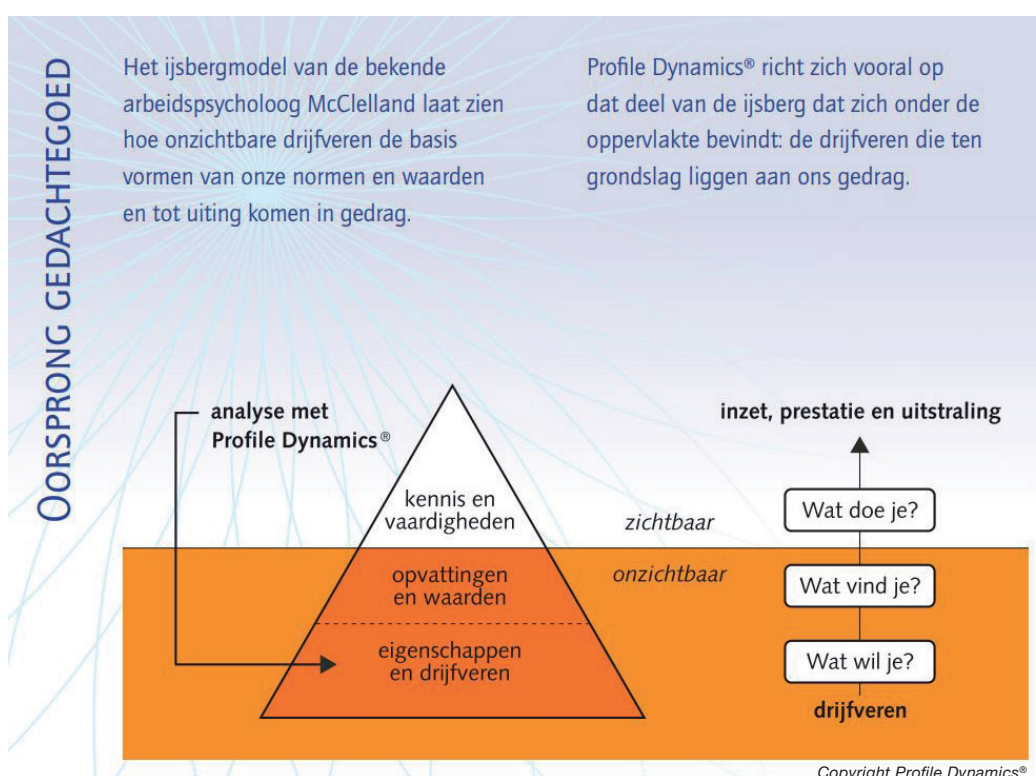 OORSPRONG GEDACHTEGOED
Het ijsbergmodel van de bekende
arbeidspsycholoog McClelland laat zien
hoe onzichtbare drijfveren de basis
vormen van onze normen en waarden
en tot uiting komen in gedrag.
Profile Dynamics® richt zich vooral op
dat deel van de ijsberg dat zich onder de
oppervlakte bevindt: de drijfveren die ten
grondslag liggen aan ons gedrag.
analyse met
Profile Dynamics®
kennis en
vaardigheden
opvattingen
en waarden
eigenschappen
en drijfveren
zichtbaar
onzichtbaar
inzet, prestatie en uitstraling
Wat doe je?
Wat vind je?
Wat wil je?
drijfveren
Copyright Profile Dynamics®